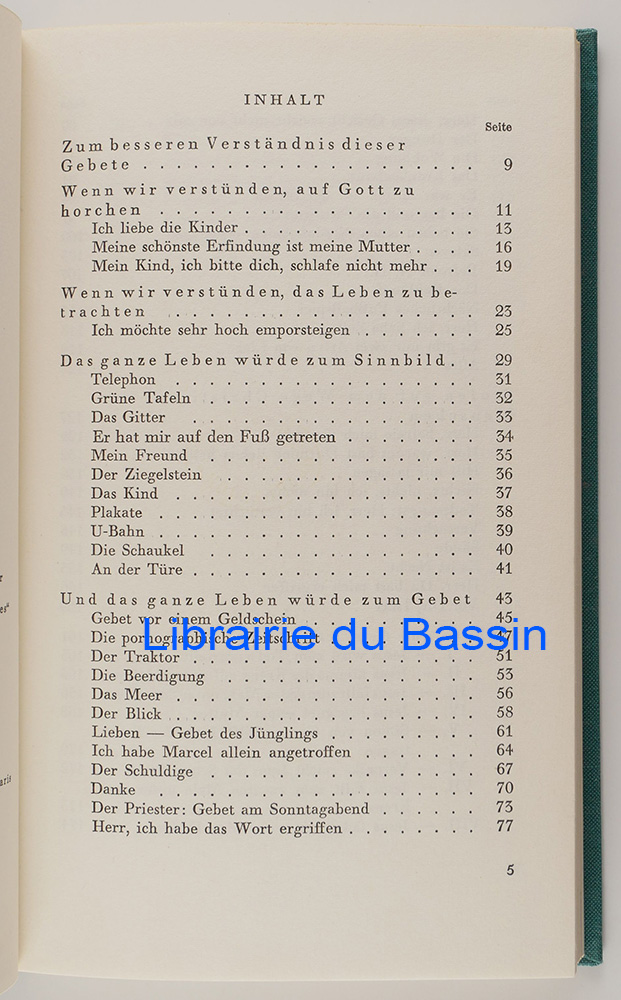 INHALT
Seite
Zum besseren Verständnis dieser
Gebete . . . . . . . . . . . . . . . . . . . . 9
Wenn wir verstünden, auf Gott zu
horchen . . . . . . . . . . . . . . . . . . . 11
Ich liebe die Kinder . . . . . . . . . . . . . . 13
Meine schönste Erfindung ist meine Mutter . . . . 16
Mein Kind, ich bitte dich, schlafe nicht mehr . . . 19
Wenn wir verstünden, das Leben zu be-
trachten . . . . . . . . . . . . . . . . . . . 23
Ich möchte sehr hoch emporsteigen . . . . . . . 25
Das ganze Leben würde zum Sinnbild . . 29
Telephon . . . . . . . . . . . . . . . . . . 31
Grüne Tafeln . . . . . . . . . . . . . . . . . 32
Das Gitter . . . . . . . . . . . . . . . . . 33
Er hat mir auf den Fuß getreten . . . . . . . . 34
Mein Freund . . . . . . . . . . . . . . . . 35
Der Ziegelstein . . . . . . . . . . . . . . . . 36
Das Kind . . . . . . . . . . . . . . . . . . 37
Plakate . . . . . . . . . . . . . . . . . . . 38
U-Bahn . . . . . . . . . . . . . . . . . . . 39
Die Schaukel . . . . . . . . . . . . . . . . 40
An der Türe . . . . . . . . . . . . . . . . . 41
Und das ganze Leben würde zum Gebet 43
Gebet vor einem Geldschein . . . . . . . . . . 45
Die pornographische Zeitschrift . . . . . . . . . 47
Librairie du Bassin
Der Traktor . . . . . . . . . . . . . . . . . . 51
Die Beerdigung . . . . . . . . . . . . . . . . 53
Das Meer . . . . . . . . . . . . . . . . . . . 56
Der Blick . . . . . . . . . . . . . . . . . . 58
Lieben — Gebet des Jünglings . . . . . . . . . 61
Ich habe Marcel allein angetroffen . . . . . . . . 64
Der Schuldige . . . . . . . . . . . . . . . . 67
Danke . . . . . . . . . . . . . . . . . . . 70
Der Priester: Gebet am Sonntagabend . . . . . . 73
Herr, ich habe das Wort ergriffen . . . . . . . . 77
5